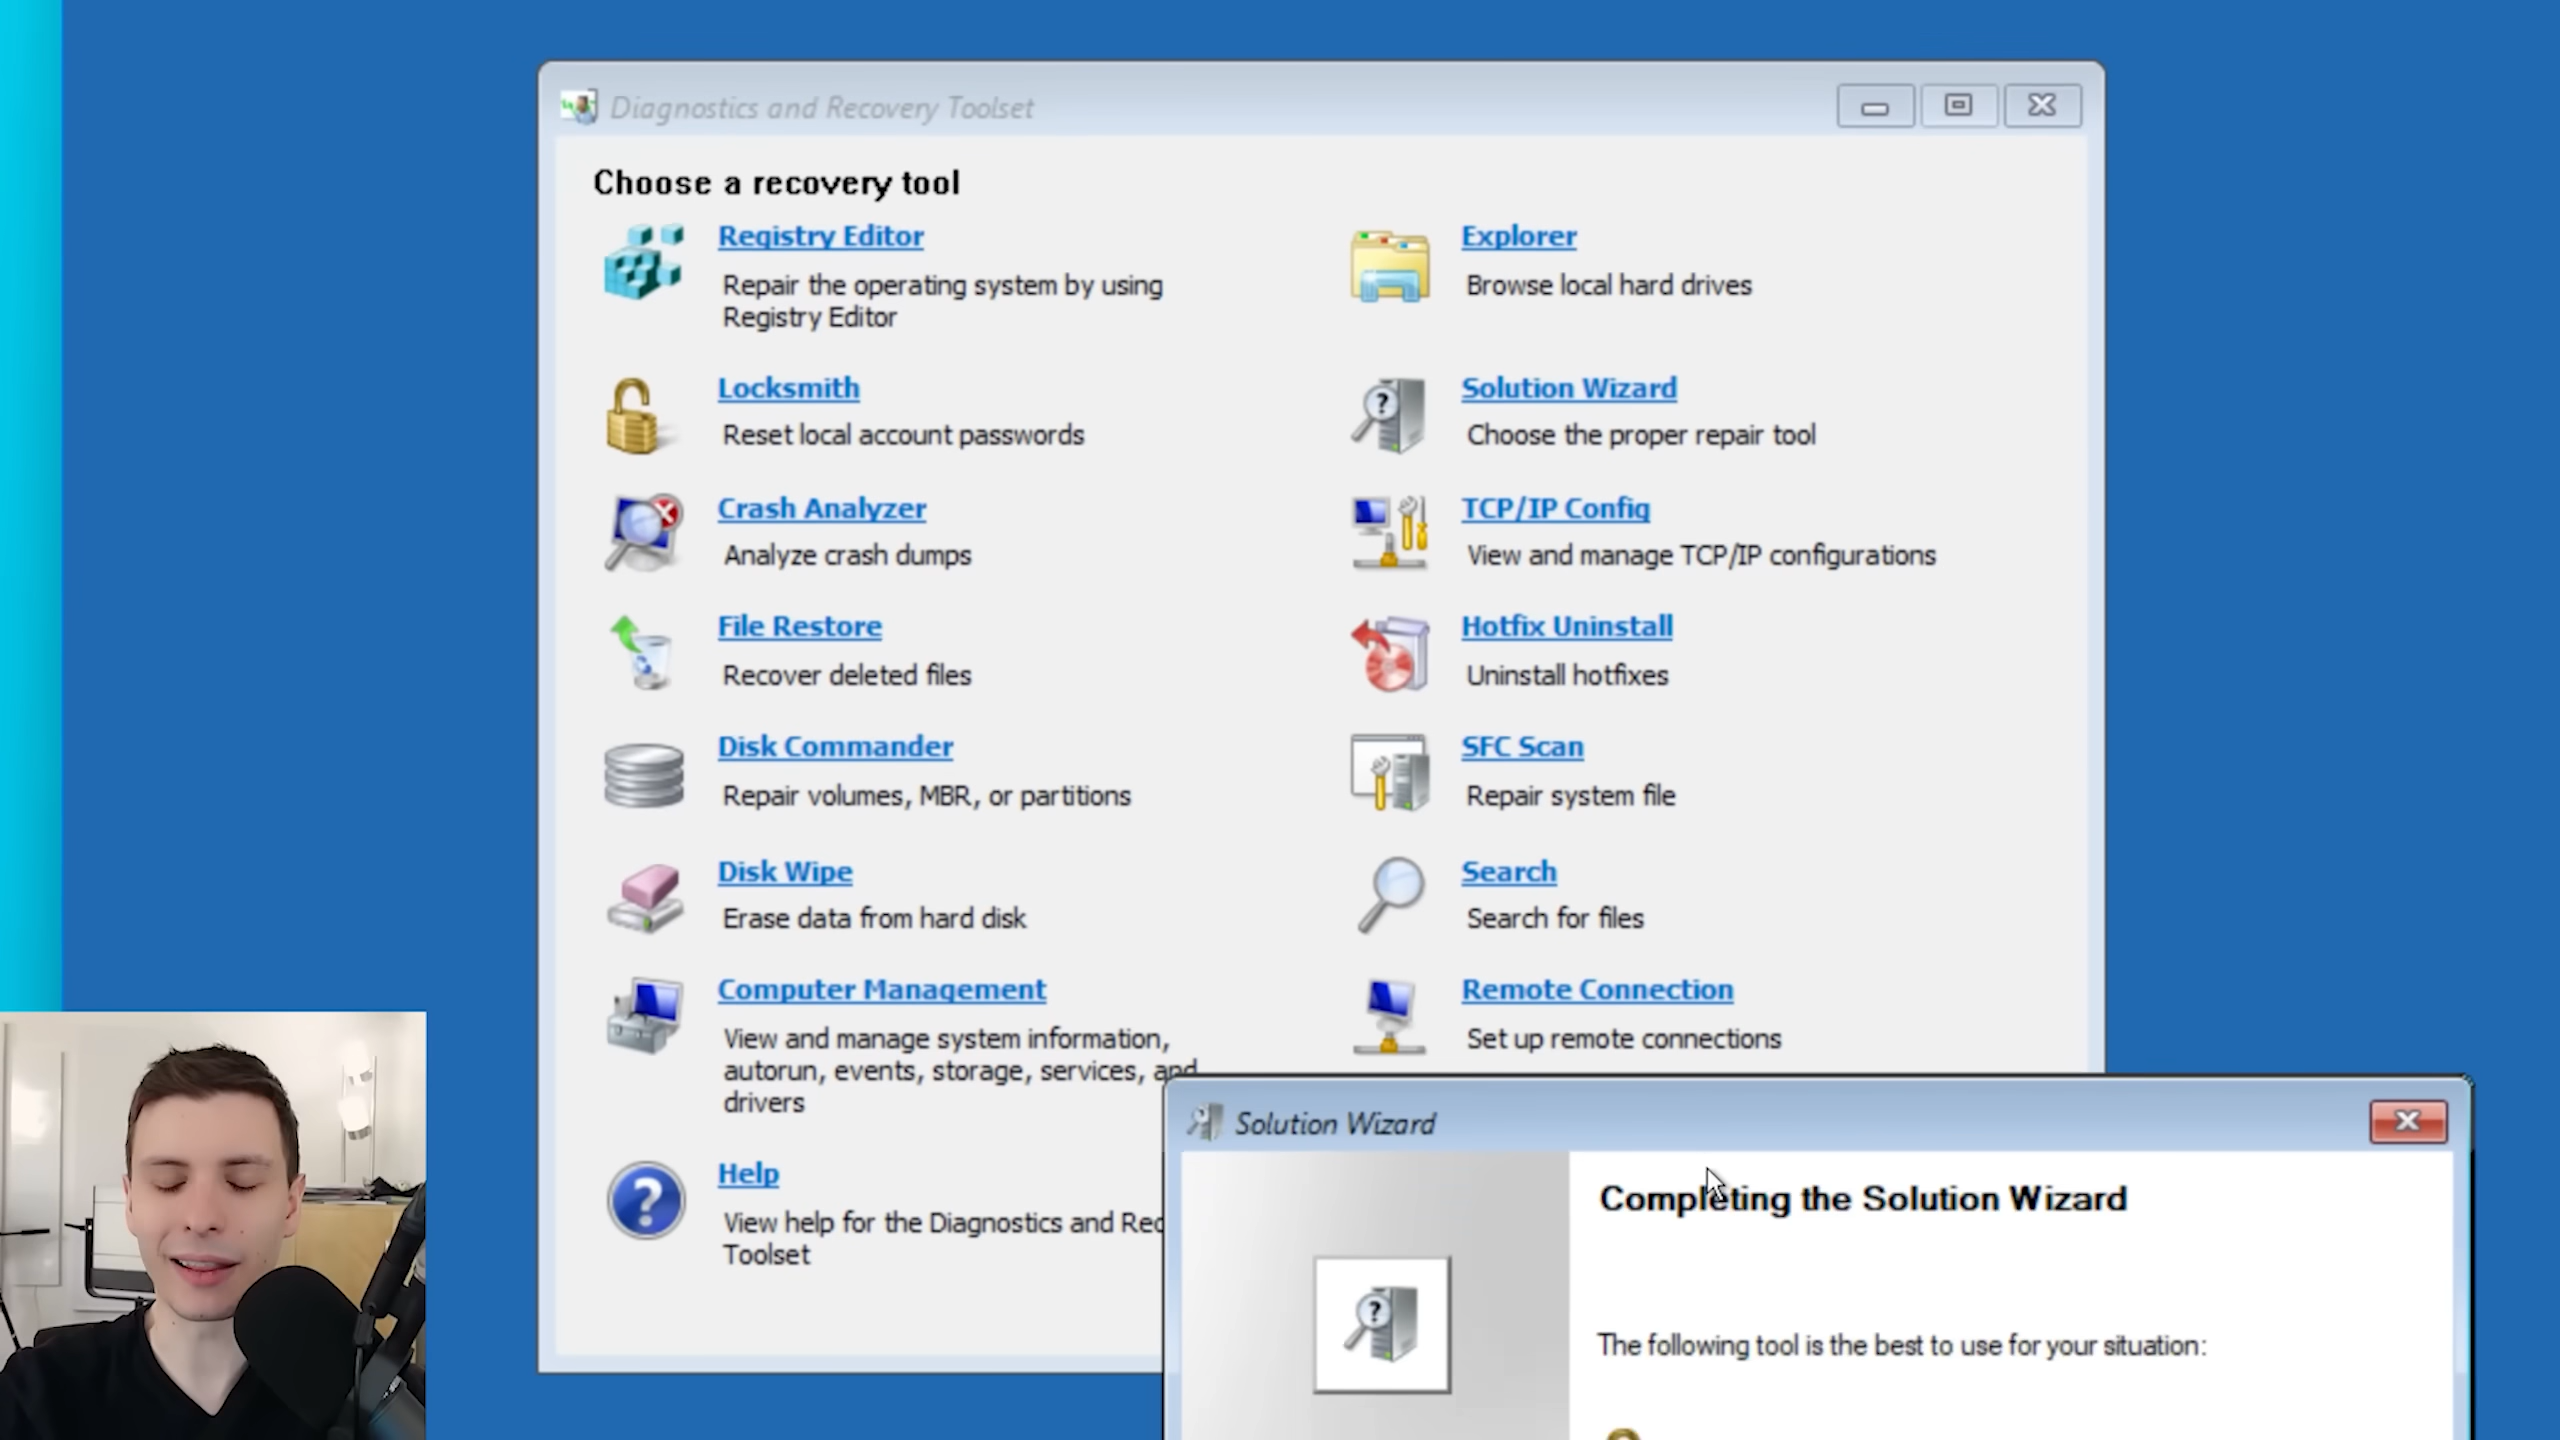 Diagnostics and Recovery Toolset
Choose a recovery tool
Registry Editor
Repair the operating system by using
Registry Editor
Explorer
Browse local hard drives
Locksmith
Reset local account passwords
Solution Wizard
Choose the proper repair tool
Crash Analyzer
Analyze crash dumps
TCP/IP Config
View and manage TCP/IP configurations
File Restore
Recover deleted files
Hotfix Uninstall
Uninstall hotfixes
Disk Commander
Repair volumes, MBR, or partitions
SFC Scan
Repair system file
Disk Wipe
Erase data from hard disk
Search
Search for files
Computer Management
View and manage system information,
autorun, events, storage, services, and
drivers
Remote Connection
Set up remote connections
Help
View help for the Diagnostics and Rec
Toolset
Solution Wizard
Completing the Solution Wizard
The following tool is the best to use for your situation: